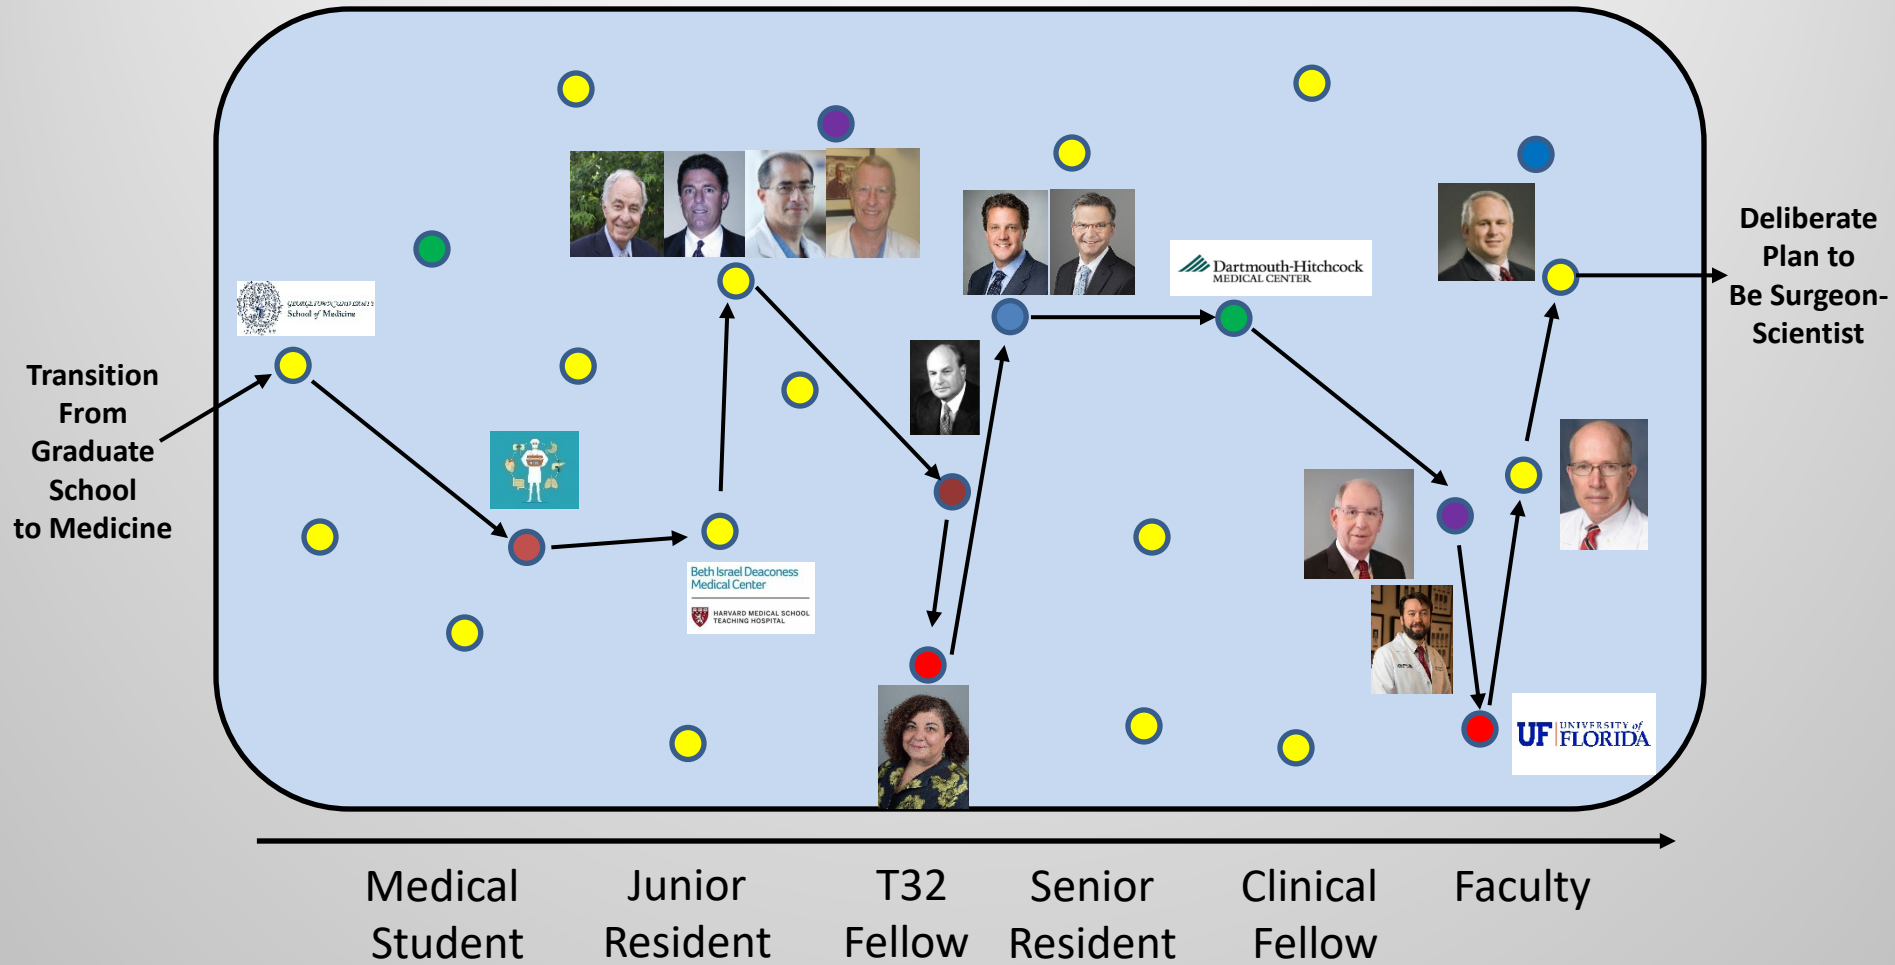 Transition
From
Graduate
School
to Medicine
GEORGETOWN UNIVERSITY
School of Medicine
Beth Israel Deaconess
Medical Center
HARVARD MEDICAL SCHOOL
TEACHING HOSPITAL
Dartmouth-Hitchcock
MEDICAL CENTER
UF UNIVERSITY of
FLORIDA
Deliberate
Plan to
Be Surgeon-
Scientist
Medical
Student
Junior
Resident
T32
Fellow
Senior
Resident
Clinical
Fellow
Faculty